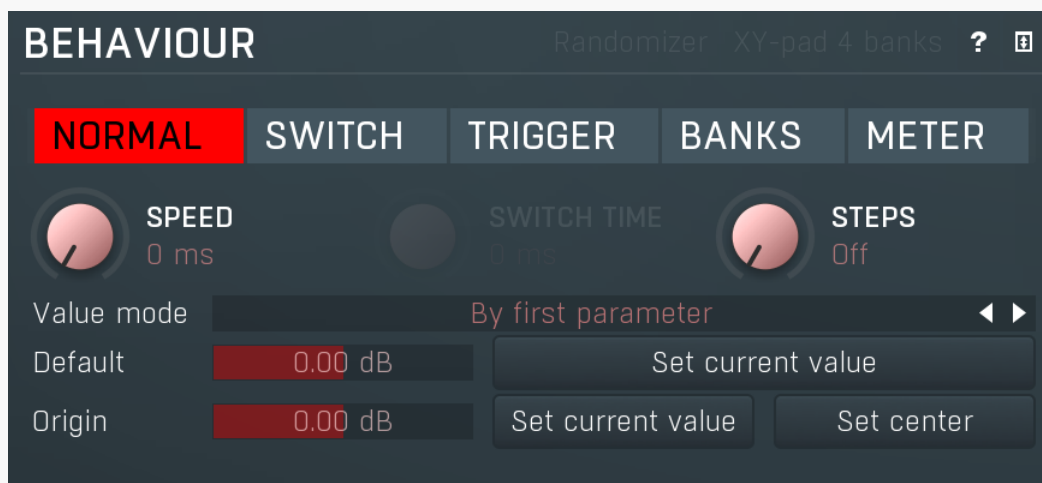 BEHAVIOUR Randomizer XY-pad 4 banks ?
NORMAL SWITCH TRIGGER BANKS METER
SPEED SWITCH TIME STEPS
0 ms 0 ms Off
Value mode By first parameter
Default 0.00 dB Set current value
Origin 0.00 dB Set current value Set center